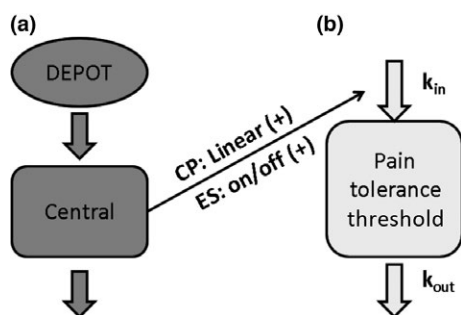 (a)
DEPOT
Central
CP: Linear (+)
ES: on/off (+)
(b)
k_in
Pain
tolerance
threshold
k_out